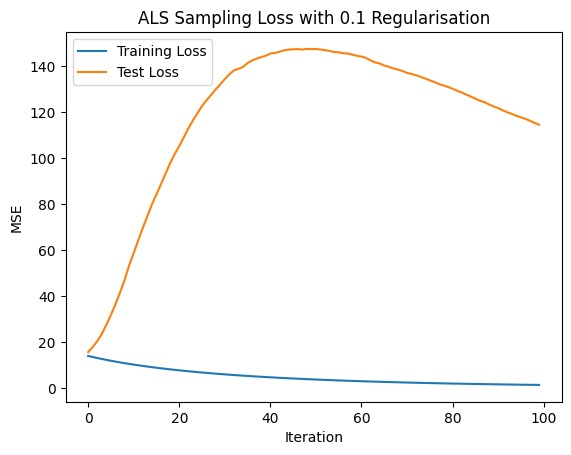 ALS Sampling Loss with 0.1 Regularisation
Training Loss
Test Loss
MSE
140
120
100
80
60
40
20
0
0 20 40 60 80 100
Iteration